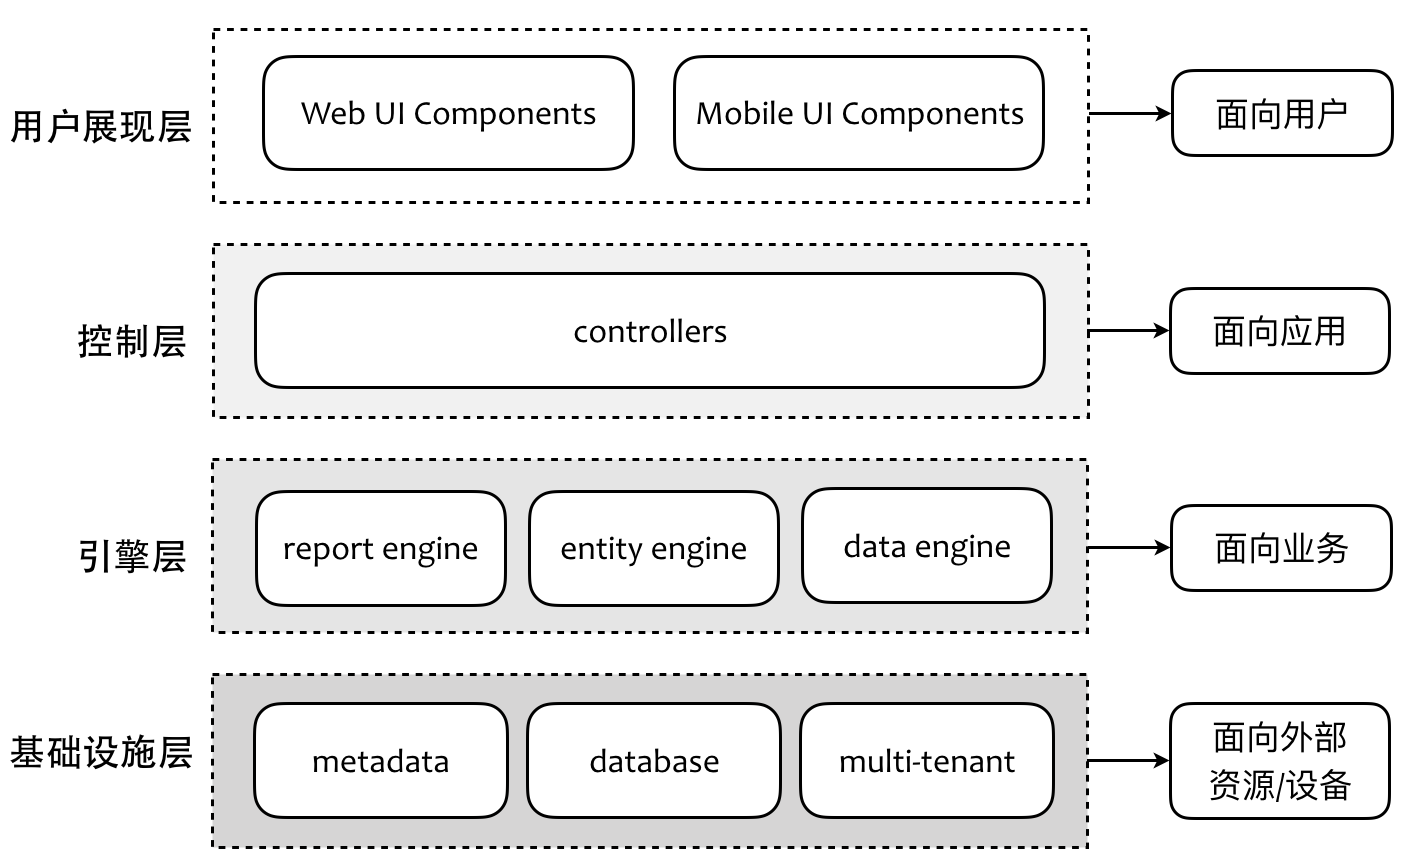 用户展现层
Web UI Components
Mobile UI Components
面向用户
控制层
controllers
面向应用
引擎层
report engine
entity engine
data engine
面向业务
基础设施层
metadata
database
multi-tenant
面向外部
资源/设备